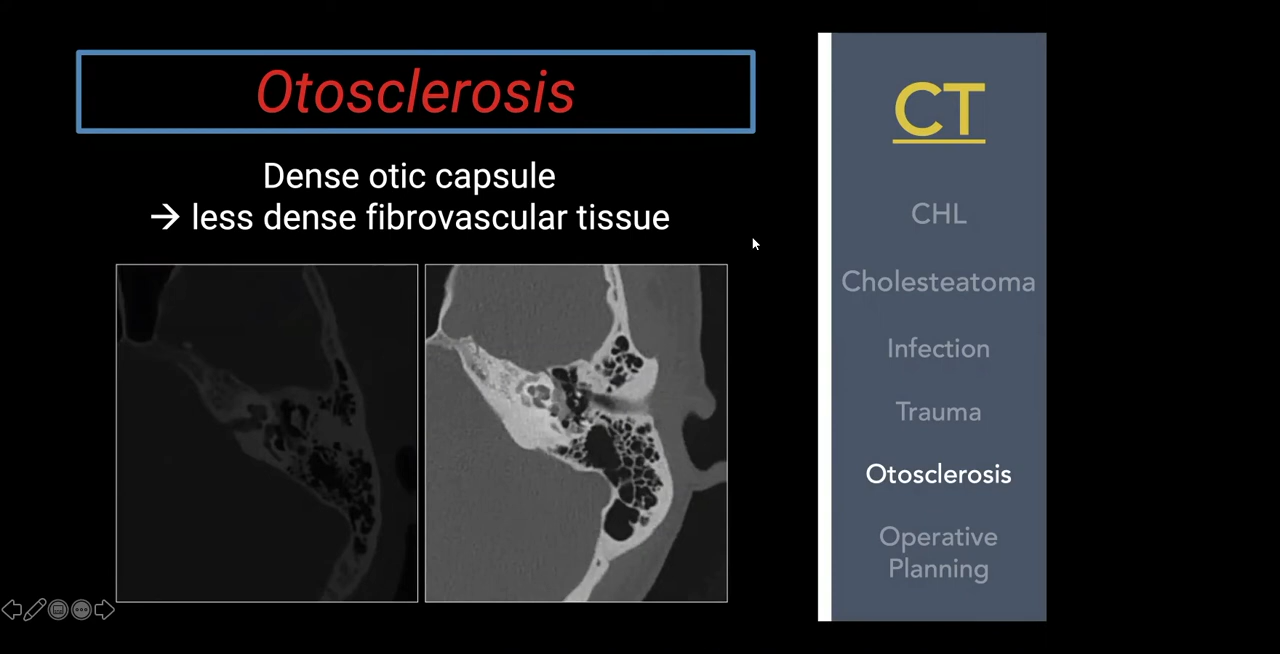 Otosclerosis
Dense otic capsule
→ less dense fibrovascular tissue
CT
CHL
Cholesteatoma
Infection
Trauma
Otosclerosis
Operative
Planning